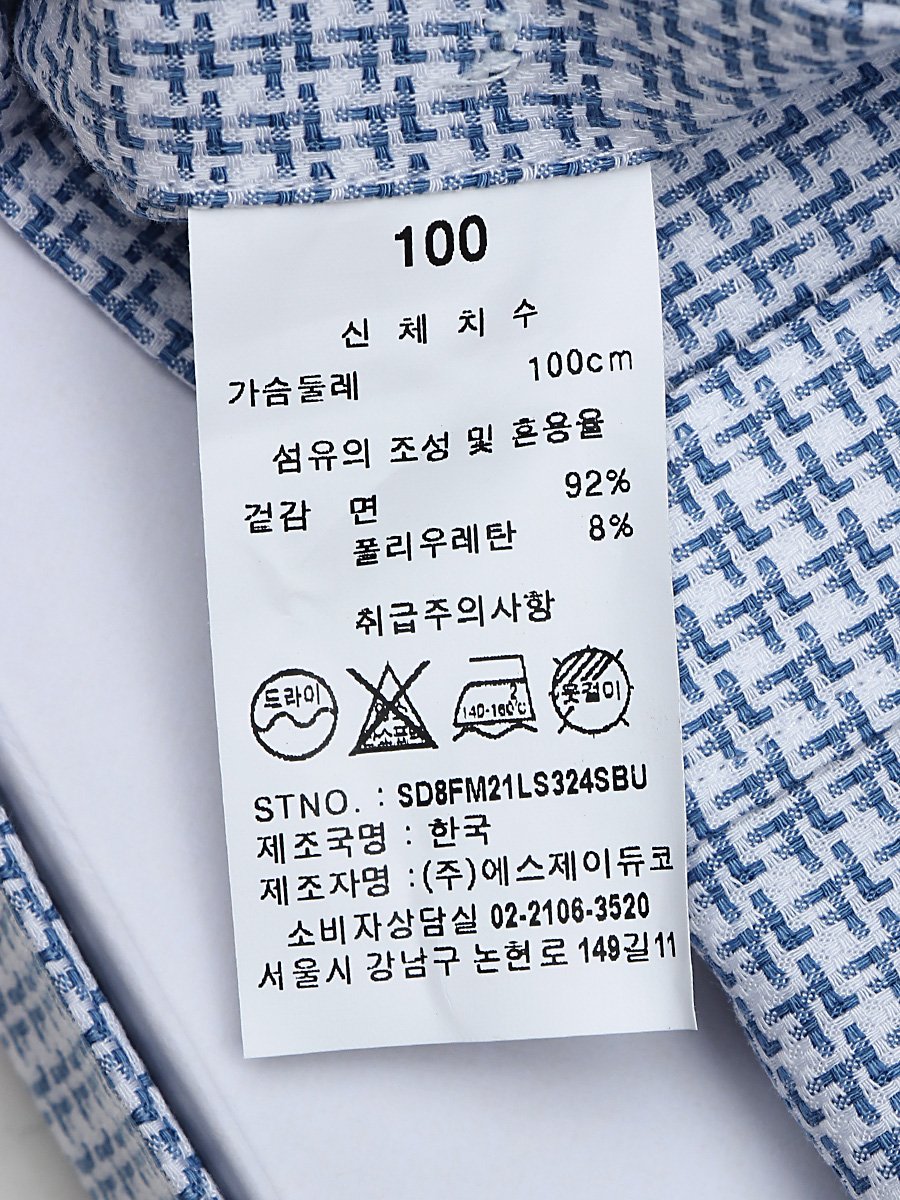 100
신 체 치 수
가슴둘레 100cm
섬유의 조성 및 혼용율
겉감 면 92%
폴리우레탄 8%
취급주의사항
드라이
2
140-160℃
옷걸이
STNO. : SD8FM21LS324SBU
제조국명 : 한국
제조자명 :(주)에스제이듀코
소비자상담실 02-2106-3520
서울시 강남구 논현로 149길11